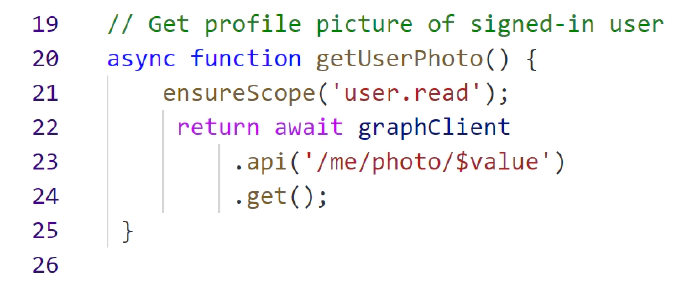 19 // Get profile picture of signed-in user
20 async function getUserPhoto() {
21 ensureScope('user.read');
22 return await graphClient
23 .api('/me/photo/$value')
24 .get();
25 }
26